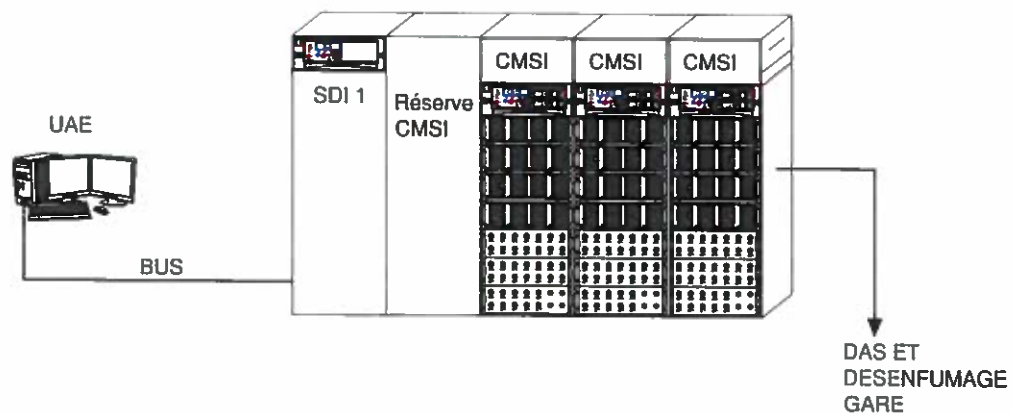 CMSI
CMSI
CMSI
SDI 1
Réserve
CMSI
UAE
BUS
DAS ET
DESENFUMAGE
GARE